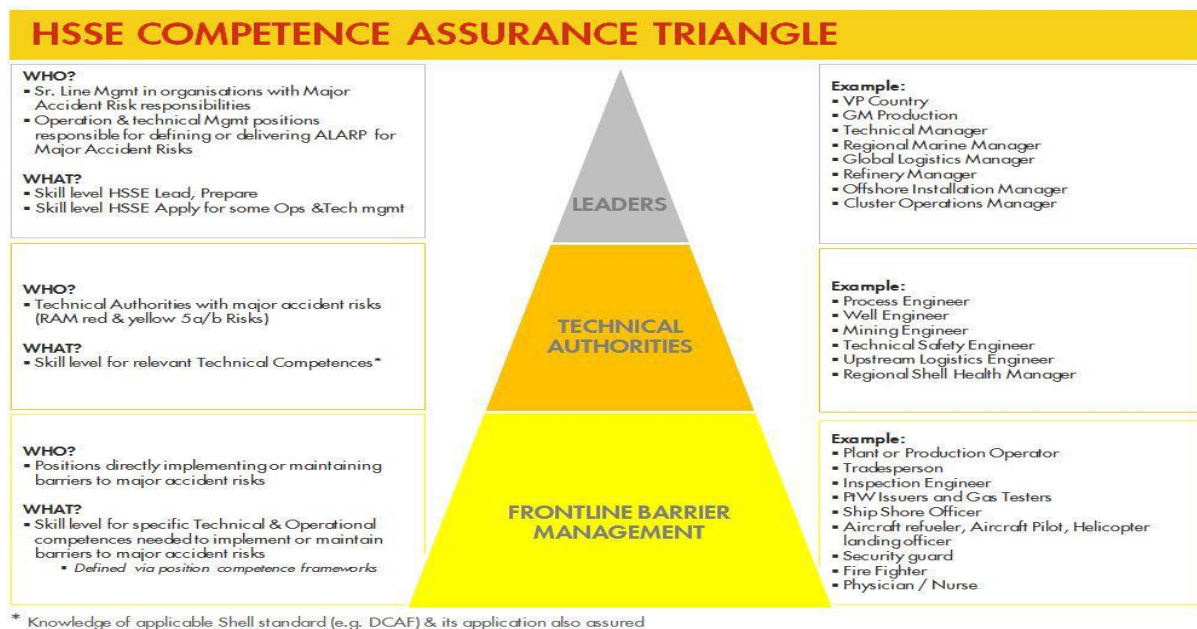 HSSE COMPETENCE ASSURANCE TRIANGLE
WHO?
▪ Sr. Line Mgmt in organisations with Major
Accident Risk responsibilities
▪ Operation & technical Mgmt positions
responsible for defining or delivering ALARP for
Major Accident Risks
WHAT?
▪ Skill level HSSE Lead, Prepare
▪ Skill level HSSE Apply for some Ops &Tech mgmt
LEADERS
Example:
▪ VP Country
▪ GM Production
▪ Technical Manager
▪ Regional Marine Manager
▪ Global Logistics Manager
▪ Refinery Manager
▪ Offshore Installation Manager
▪ Cluster Operations Manager
WHO?
▪ Technical Authorities with major accident risks
(RAM red & yellow 5a/b Risks)
WHAT?
▪ Skill level for relevant Technical Competences*
TECHNICAL
AUTHORITIES
Example:
▪ Process Engineer
▪ Well Engineer
▪ Mining Engineer
▪ Technical Safety Engineer
▪ Upstream Logistics Engineer
▪ Regional Shell Health Manager
WHO?
▪ Positions directly implementing or maintaining
barriers to major accident risks
WHAT?
▪ Skill level for specific Technical & Operational
competences needed to implement or maintain
barriers to major accident risks
▪ Defined via position competence frameworks
FRONTLINE BARRIER
MANAGEMENT
Example:
▪ Plant or Production Operator
▪ Tradesperson
▪ Inspection Engineer
▪ PtW Issuers and Gas Testers
▪ Ship Shore Officer
▪ Aircraft refueler, Aircraft Pilot, Helicopter
landing officer
▪ Security guard
▪ Fire Fighter
▪ Physician / Nurse
* Knowledge of applicable Shell standard (e.g. DCAF) & its application also assured